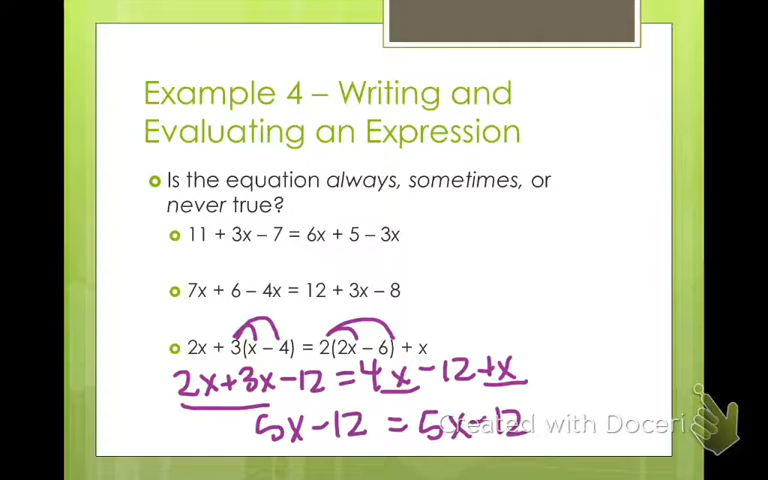 Example 4 – Writing and
Evaluating an Expression
Is the equation always, sometimes, or
never true?
11 + 3x – 7 = 6x + 5 – 3x
7x + 6 – 4x = 12 + 3x – 8
2x + 3(x – 4) = 2(2x – 6) + x
2x+3x-12 = 4x-12+x
5x-12 = 5x-12
Created with Doceri